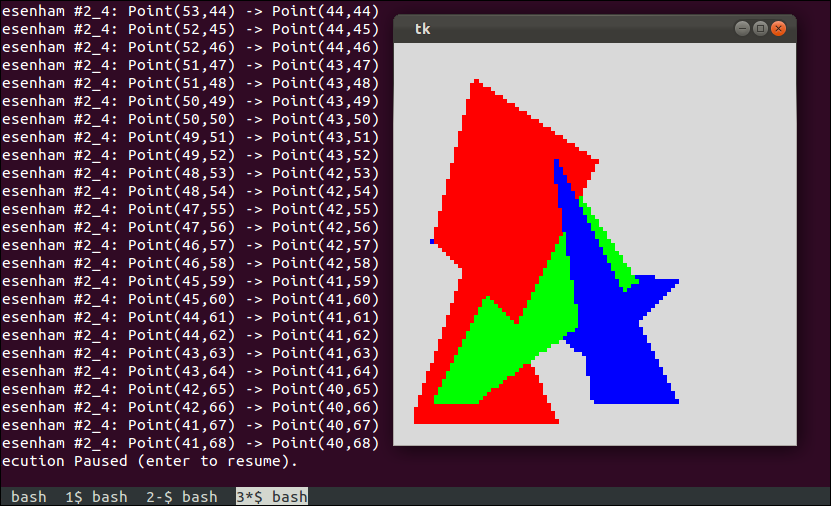 esenham #2_4: Point(53,44) -> Point(44,44)
esenham #2_4: Point(52,45) -> Point(44,45)
esenham #2_4: Point(52,46) -> Point(44,46)
esenham #2_4: Point(51,47) -> Point(43,47)
esenham #2_4: Point(51,48) -> Point(43,48)
esenham #2_4: Point(50,49) -> Point(43,49)
esenham #2_4: Point(50,50) -> Point(43,50)
esenham #2_4: Point(49,51) -> Point(43,51)
esenham #2_4: Point(49,52) -> Point(43,52)
esenham #2_4: Point(48,53) -> Point(42,53)
esenham #2_4: Point(48,54) -> Point(42,54)
esenham #2_4: Point(47,55) -> Point(42,55)
esenham #2_4: Point(47,56) -> Point(42,56)
esenham #2_4: Point(46,57) -> Point(42,57)
esenham #2_4: Point(46,58) -> Point(42,58)
esenham #2_4: Point(45,59) -> Point(41,59)
esenham #2_4: Point(45,60) -> Point(41,60)
esenham #2_4: Point(44,61) -> Point(41,61)
esenham #2_4: Point(44,62) -> Point(41,62)
esenham #2_4: Point(43,63) -> Point(41,63)
esenham #2_4: Point(43,64) -> Point(41,64)
esenham #2_4: Point(42,65) -> Point(40,65)
esenham #2_4: Point(42,66) -> Point(40,66)
esenham #2_4: Point(41,67) -> Point(40,67)
esenham #2_4: Point(41,68) -> Point(40,68)
ecution Paused (enter to resume).
bash 1$ bash 2-$ bash 3*$ bash
tk